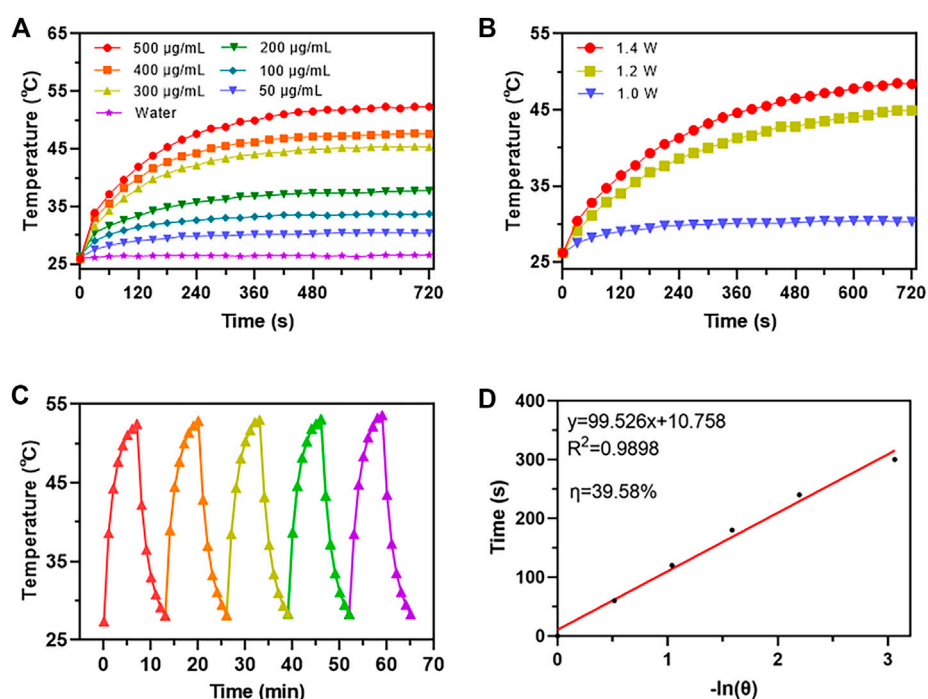 A
Temperature (℃)
65
55
45
35
25
500 μg/mL
400 μg/mL
300 μg/mL
Water
200 μg/mL
100 μg/mL
50 μg/mL
0 120 240 360 480 720
Time (s)
B
Temperature (℃)
55
45
35
25
1.4 W
1.2 W
1.0 W
0 120 240 360 480 600 720
Time (s)
C
Temperature (℃)
55
45
35
25
0 10 20 30 40 50 60 70
Time (min)
D
Time (s)
400
300
200
100
0
y=99.526x+10.758
R²=0.9898
η=39.58%
0 1 2 3
-ln(θ)